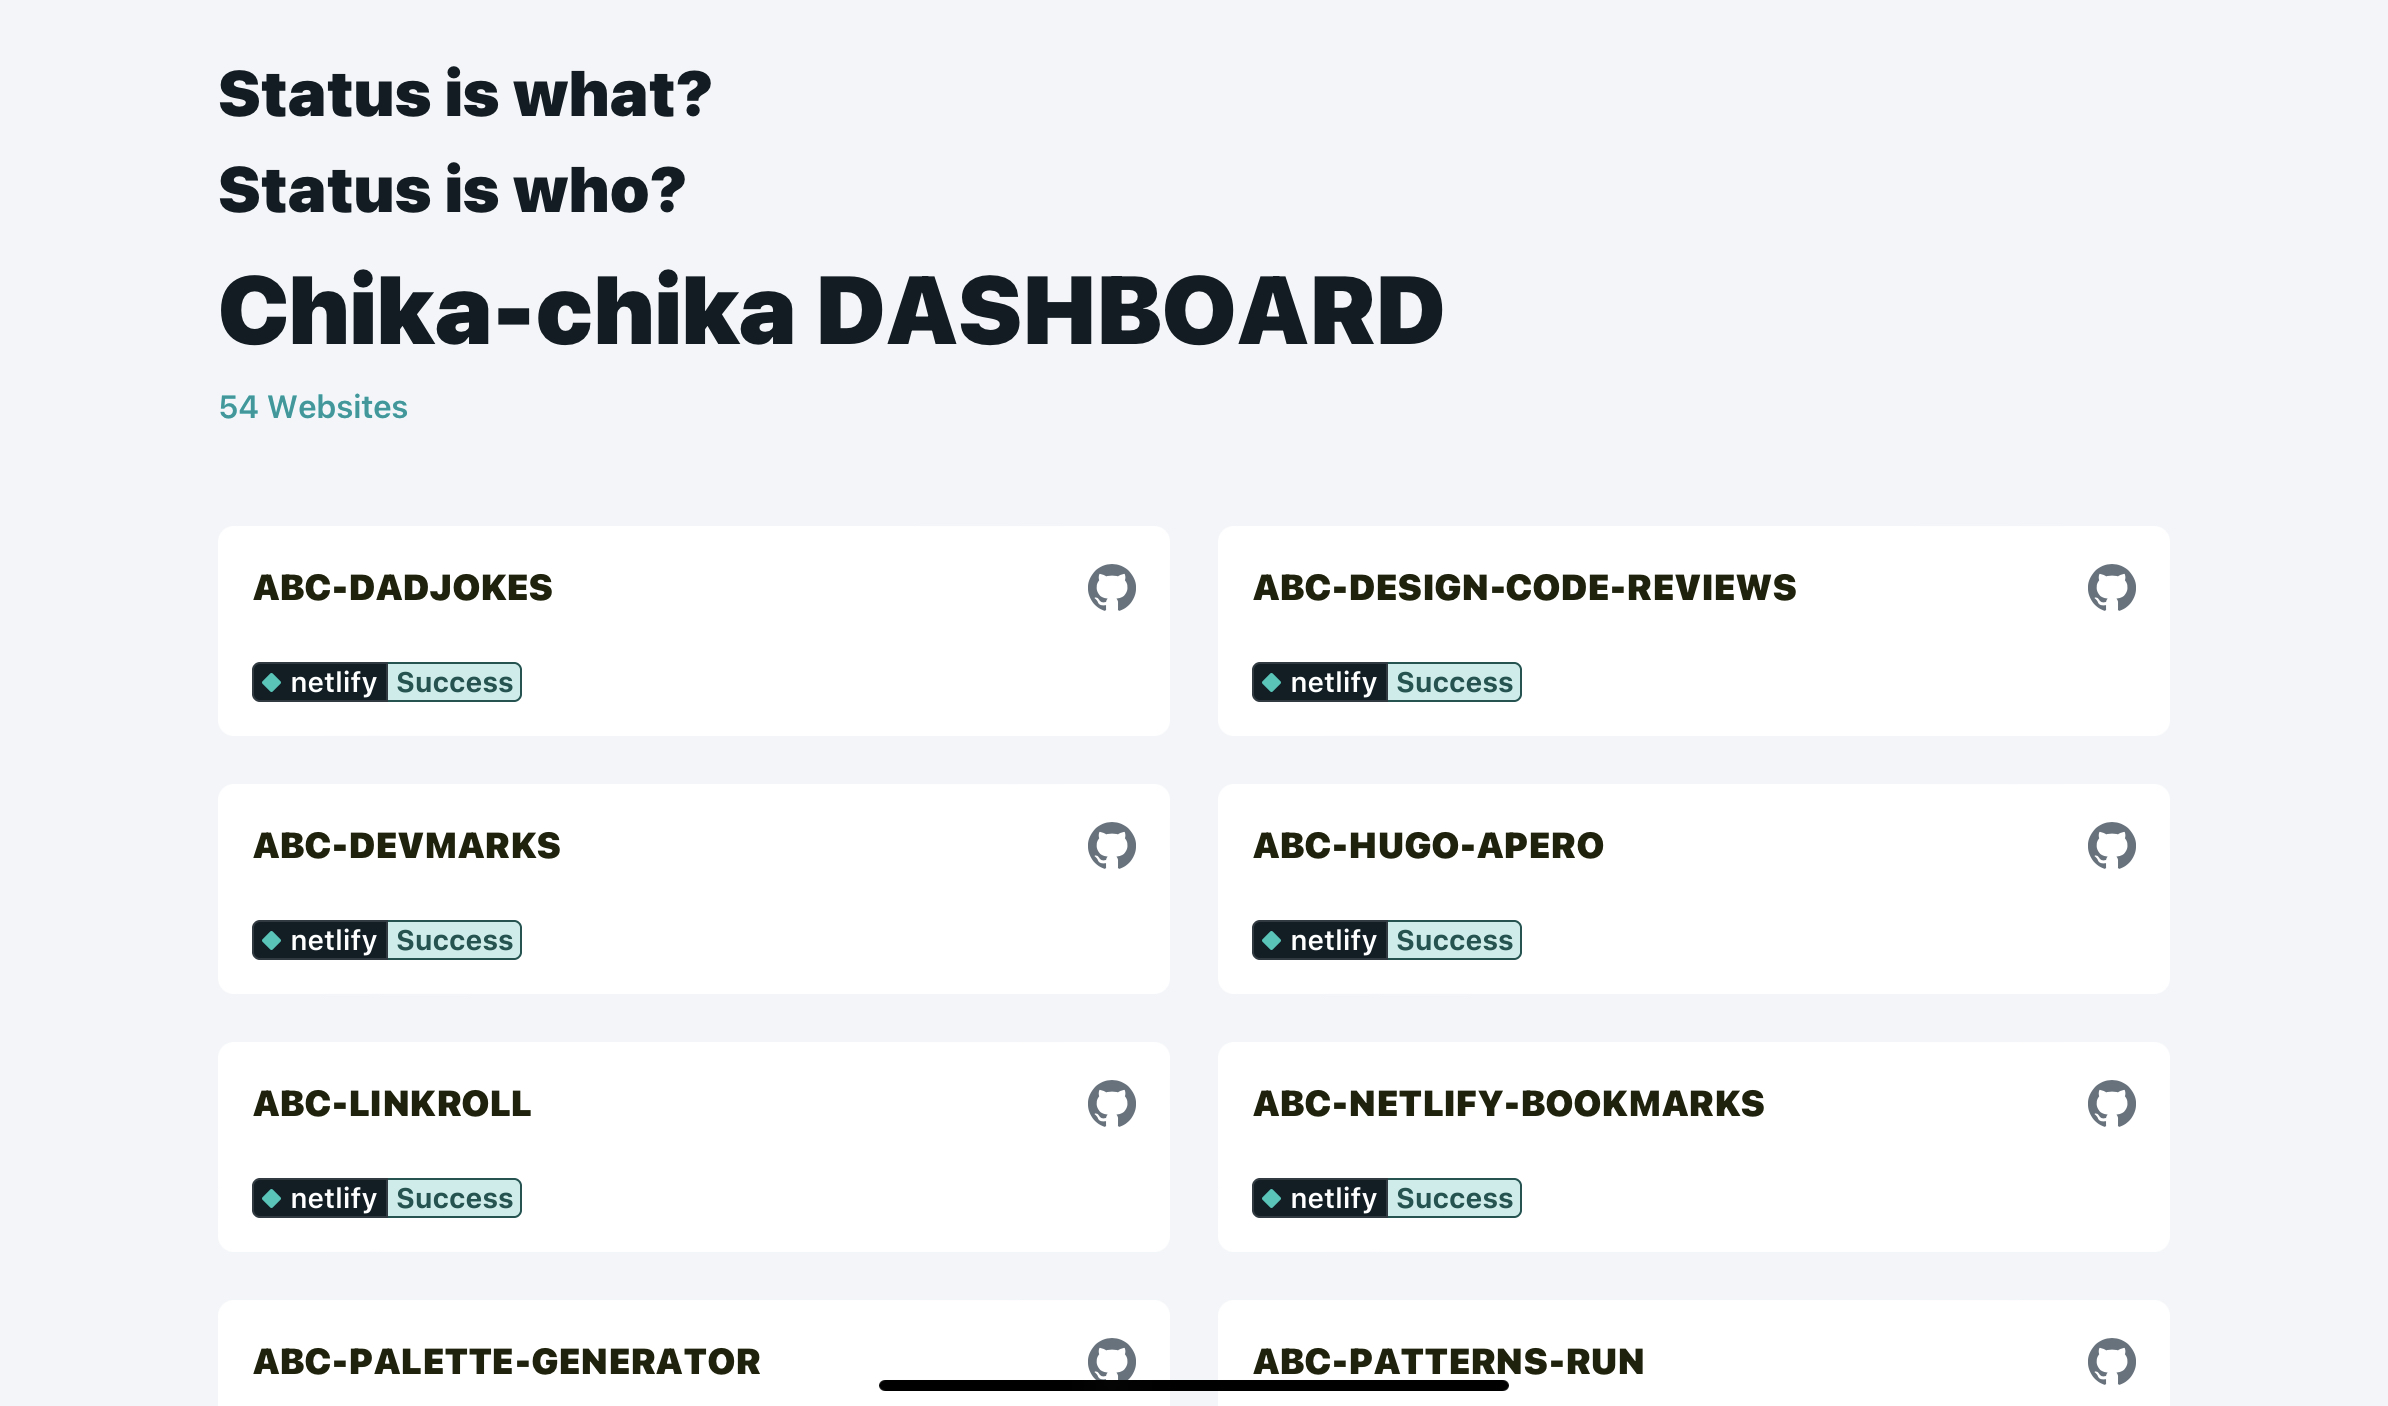 Status is what?
Status is who?
Chika-chika DASHBOARD
54 Websites
ABC-DADJOKES
netlify Success
ABC-DESIGN-CODE-REVIEWS
netlify Success
ABC-DEVMARKS
netlify Success
ABC-HUGO-APERO
netlify Success
ABC-LINKROLL
netlify Success
ABC-NETLIFY-BOOKMARKS
netlify Success
ABC-PALETTE-GENERATOR
ABC-PATTERNS-RUN